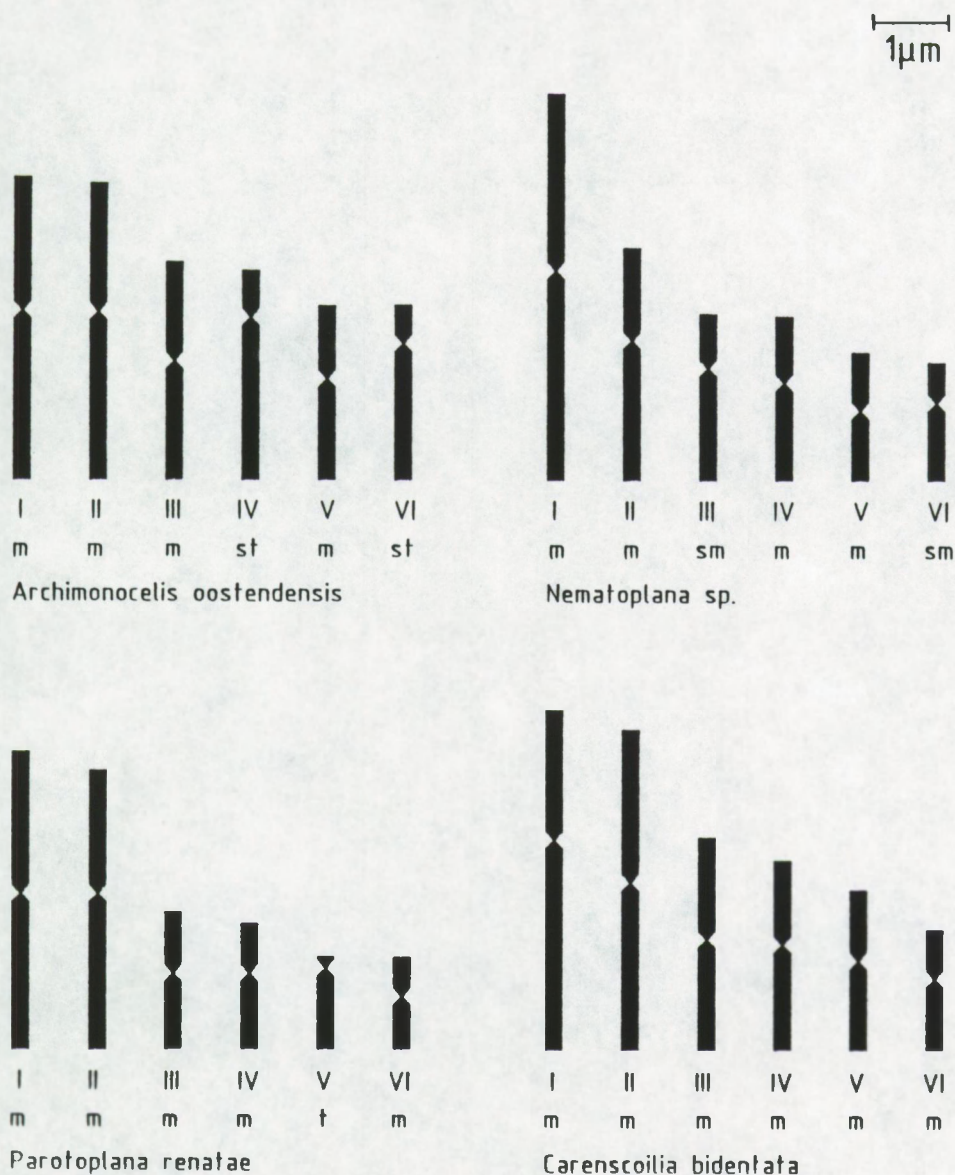 1µm
I II III IV V VI
m m m st m st
Archimonocelis oostendensis
I II III IV V VI
m m sm m m sm
Nematoplana sp.
I II III IV V VI
m m m m t m
Parotoplana renatae
I II III IV V VI
m m m m m m
Carenscoilia bidentata